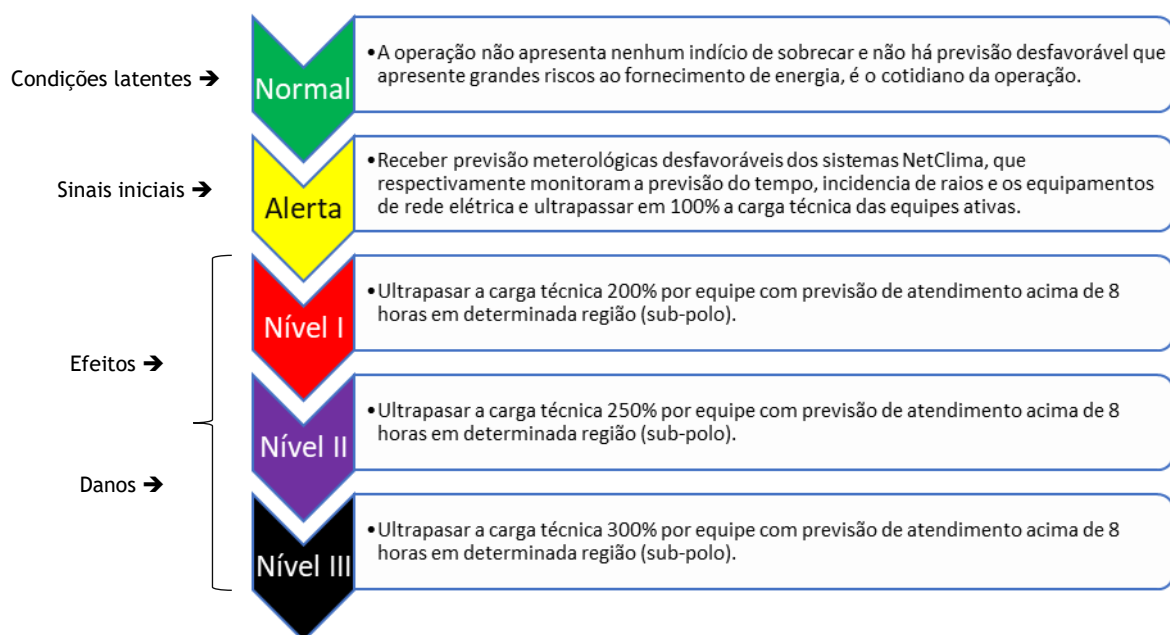 Condições latentes ➔
Normal
•A operação não apresenta nenhum indício de sobrecar e não há previsão desfavorável que
apresente grandes riscos ao fornecimento de energia, é o cotidiano da operação.
Sinais iniciais ➔
Alerta
•Receber previsão meterológicas desfavoráveis dos sistemas NetClima, que
respectivamente monitoram a previsão do tempo, incidencia de raios e os equipamentos
de rede elétrica e ultrapassar em 100% a carga técnica das equipes ativas.
Efeitos ➔
Nível I
•Ultrapasar a carga técnica 200% por equipe com previsão de atendimento acima de 8
horas em determinada região (sub-polo).
Nível II
•Ultrapasar a carga técnica 250% por equipe com previsão de atendimento acima de 8
horas em determinada região (sub-polo).
Danos ➔
Nível III
•Ultrapasar a carga técnica 300% por equipe com previsão de atendimento acima de 8
horas em determinada região (sub-polo).